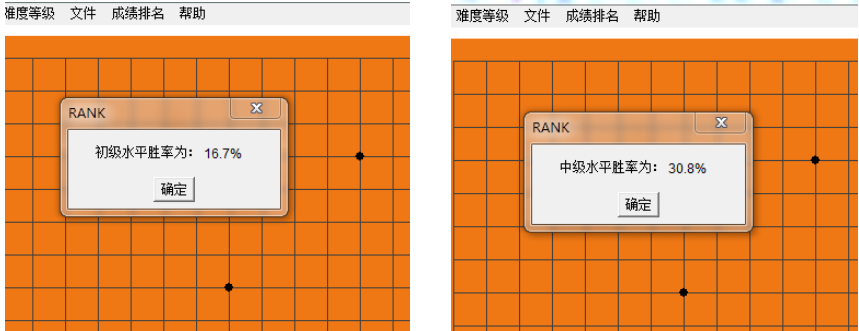 难度等级 文件 成绩排名 帮助
RANK
初级水平胜率为: 16.7%
确定
难度等级 文件 成绩排名 帮助
RANK
中级水平胜率为: 30.8%
确定